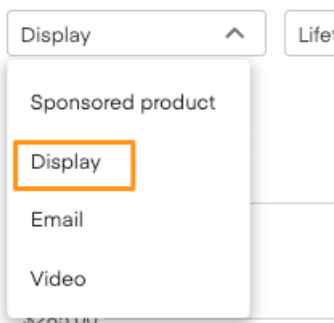 Display
Lifet
Sponsored product
Display
Email
Video